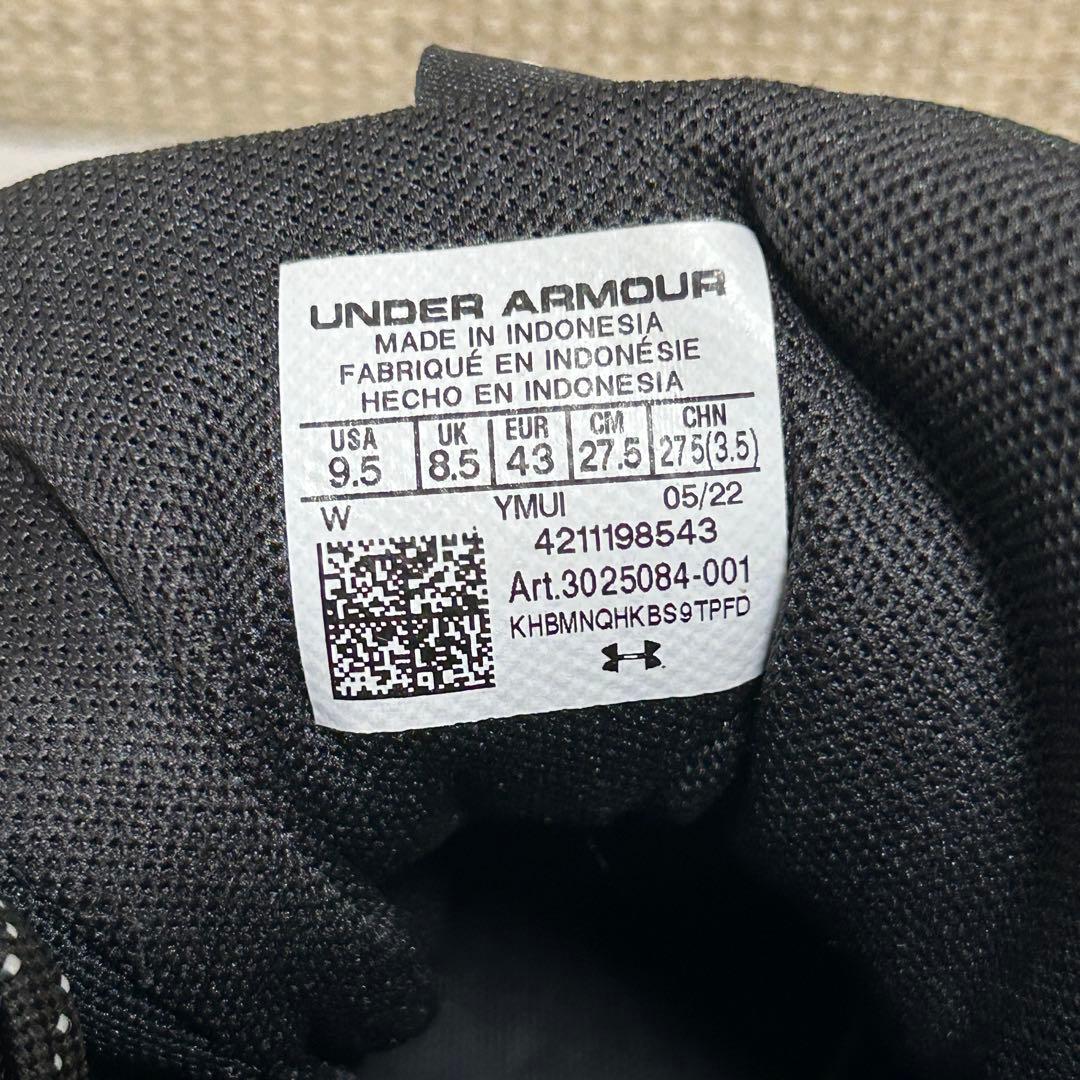 UNDER ARMOUR
MADE IN INDONESIA
FABRIQUÉ EN INDONÉSIE
HECHO EN INDONESIA
USA UK EUR CM CHN
9.5 8.5 43 27.5 275(3.5)
W YMUI 05/22
4211198543
Art.3025084-001
KHBMNQHKBS9TPFD